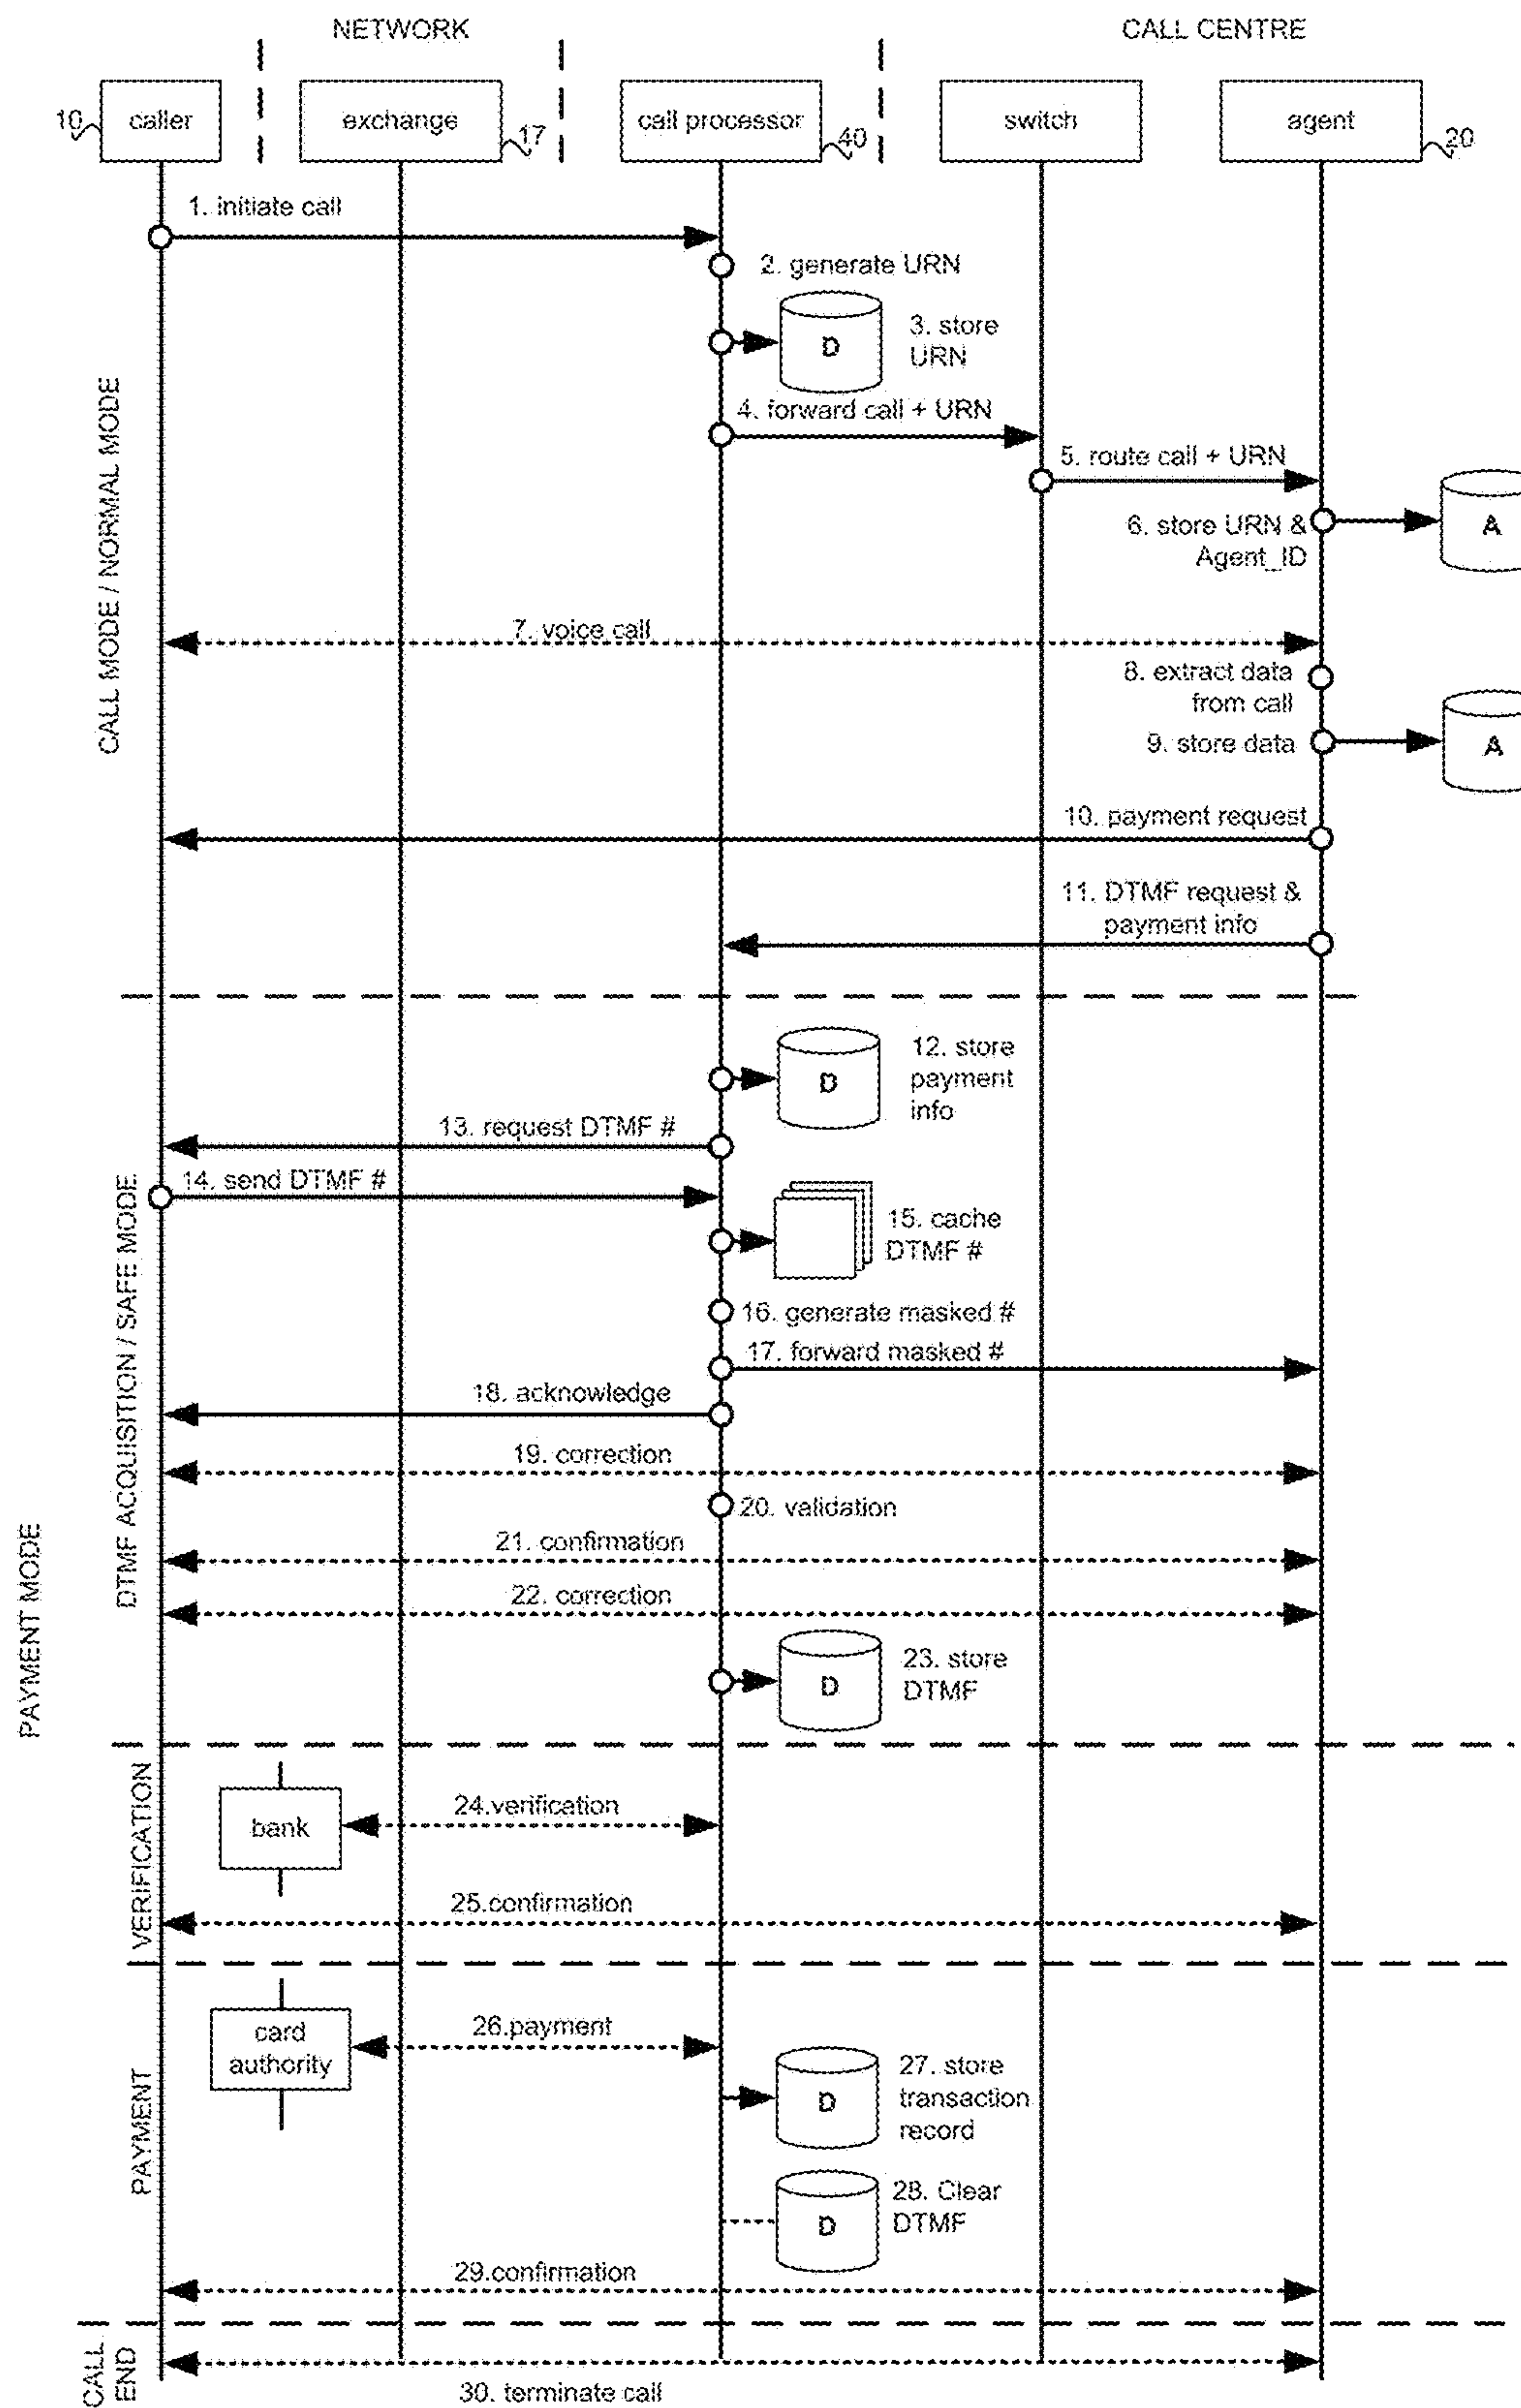 NETWORK
CALL CENTRE
10
caller
exchange
17
call processor
40
switch
agent
20
CALL MODE / NORMAL MODE
1. initiate call
2. generate URN
D
3. store
URN
4. forward call + URN
5. route call + URN
6. store URN &
Agent_ID
A
7. voice call
8. extract data
from call
9. store data
A
10. payment request
11. DTMF request &
payment info
PAYMENT MODE
DTMF ACQUISITION / SAFE MODE
D
12. store
payment
info
13. request DTMF #
14. send DTMF #
15. cache
DTMF #
16. generate masked #
17. forward masked #
18. acknowledge
19. correction
20. validation
21. confirmation
22. correction
D
23. store
DTMF
VERIFICATION
bank
24.verification
25.confirmation
PAYMENT
card
authority
26.payment
D
27. store
transaction
record
D
28. Clear
DTMF
29.confirmation
CALL
END
30. terminate call